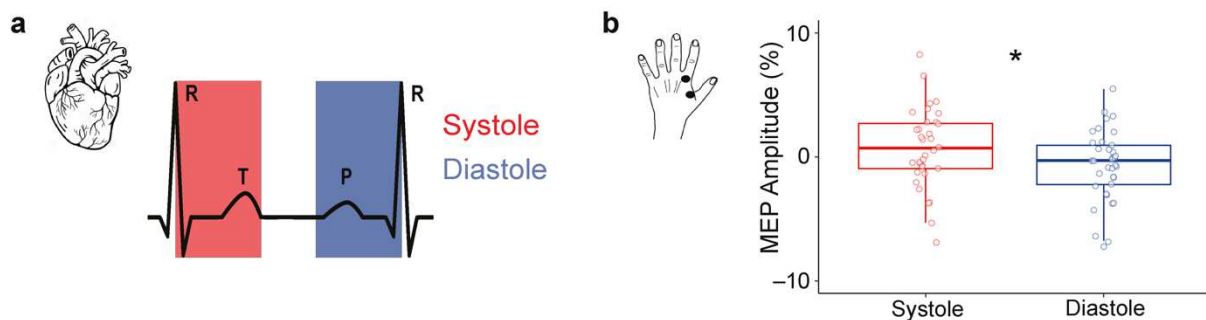 a
R
R
T
P
Systole
Diastole
b
MEP Amplitude (%)
10
0
–10
*
Systole
Diastole